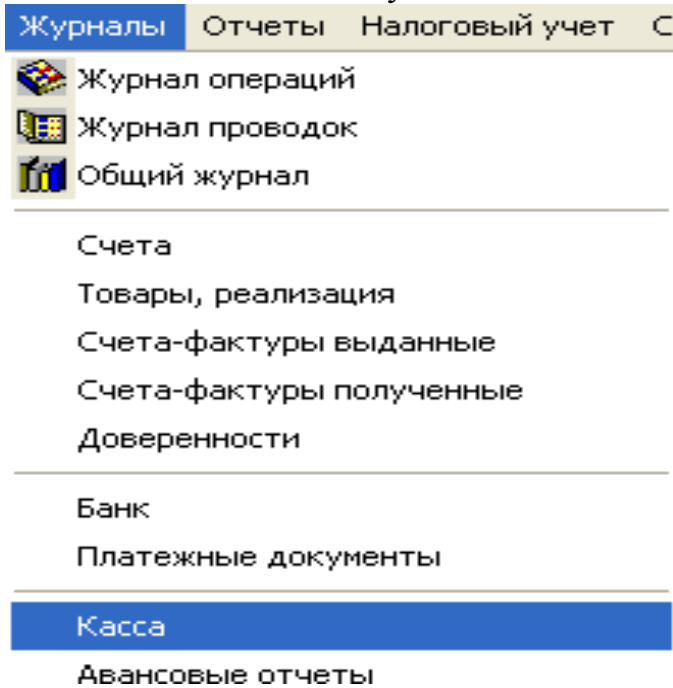 Журналы Отчеты Налоговый учет С
Журнал операций
Журнал проводок
Общий журнал
Счета
Товары, реализация
Счета-фактуры выданные
Счета-фактуры полученные
Доверенности
Банк
Платежные документы
Касса
Авансовые отчеты